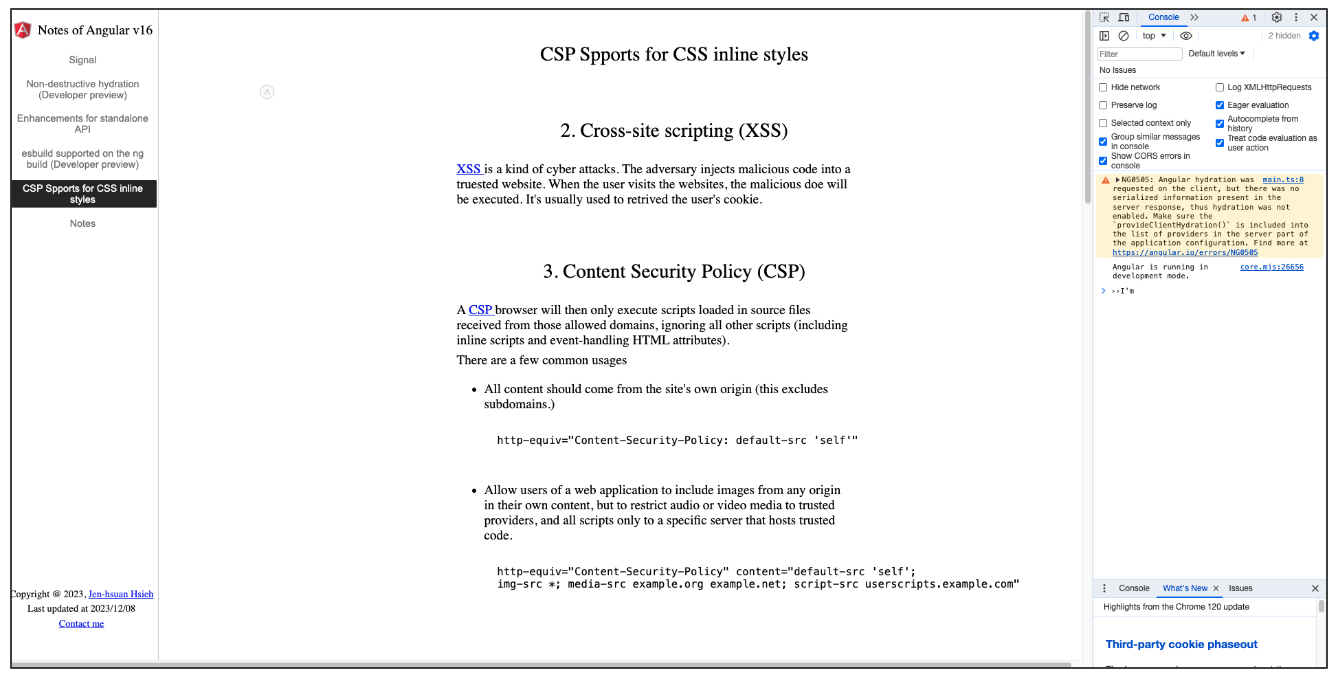 Notes of Angular v16
Signal
Non-destructive hydration
(Developer preview)
Enhancements for standalone
API
esbuild supported on the ng
build (Developer preview)
CSP Spports for CSS inline
styles
Notes
Copyright @ 2023, Jen-hsuan Hsieh
Last updated at 2023/12/08
Contact me
CSP Spports for CSS inline styles
2. Cross-site scripting (XSS)
XSS is a kind of cyber attacks. The adversary injects malicious code into a
truested website. When the user visits the websites, the malicious doe will
be executed. It's usually used to retrived the user's cookie.
3. Content Security Policy (CSP)
A CSP browser will then only execute scripts loaded in source files
received from those allowed domains, ignoring all other scripts (including
inline scripts and event-handling HTML attributes).
There are a few common usages
• All content should come from the site's own origin (this excludes
subdomains.)
http-equiv="Content-Security-Policy: default-src 'self'"
• Allow users of a web application to include images from any origin
in their own content, but to restrict audio or video media to trusted
providers, and all scripts only to a specific server that hosts trusted
code.
http-equiv="Content-Security-Policy" content="default-src 'self';
img-src *; media-src example.org example.net; script-src userscripts.example.com"
Console
1
top
2 hidden
Filter
Default levels
No Issues
Hide network
Log XMLHttpRequests
Preserve log
Eager evaluation
Selected context only
Autocomplete from
history
Group similar messages
in console
Treat code evaluation as
user action
Show CORS errors in
console
NG0505: Angular hydration was main.ts:8
requested on the client, but there was no
serialized information present in the
server response, thus hydration was not
enabled. Make sure the
`provideClientHydration()` is included into
the list of providers in the server part of
the application configuration. Find more at
https://angular.io/errors/NG0505
Angular is running in core.mjs:26656
development mode.
››I'm
Console What's New Issues
Highlights from the Chrome 120 update
Third-party cookie phaseout